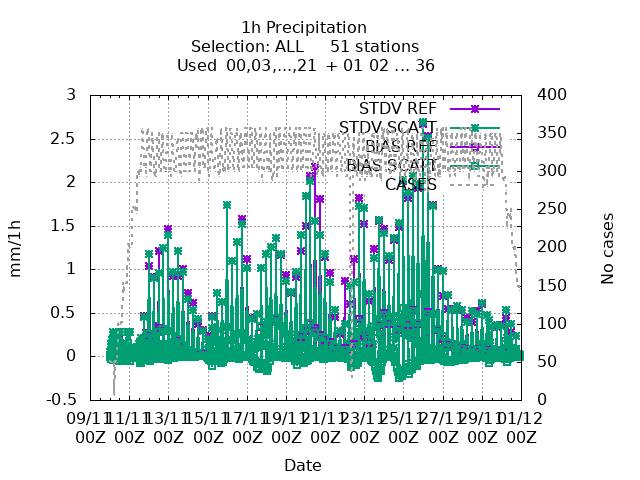 1h Precipitation
Selection: ALL 51 stations
Used 00,03,...,21 + 01 02 ... 36
3
2.5
2
1.5
1
0.5
0
-0.5
400
350
300
250
200
150
100
50
0
mm/1h
No cases
STDV REF
STDV SCATT
BIAS REF
BIAS SCATT
CASES
09/11 11/11 13/11 15/11 17/11 19/11 21/11 23/11 25/11 27/11 29/11 01/12
00Z 00Z 00Z 00Z 00Z 00Z 00Z 00Z 00Z 00Z 00Z 00Z
Date